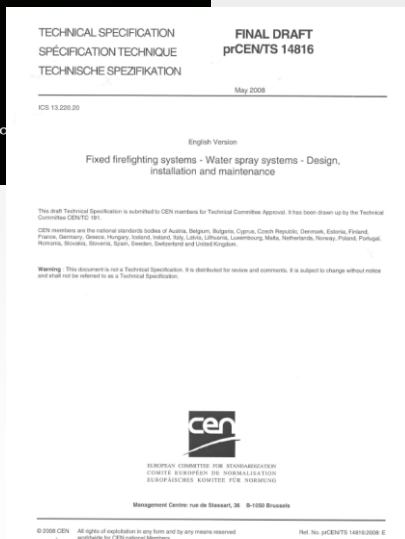 TECHNICAL SPECIFICATION
SPÉCIFICATION TECHNIQUE
TECHNISCHE SPEZIFIKATION
FINAL DRAFT
prCEN/TS 14816
May 2008
ICS 13.220.20
English Version
Fixed firefighting systems - Water spray systems - Design,
installation and maintenance
This draft Technical Specification is submitted to CEN members for Technical Committee Approval. It has been drawn up by the Technical
Committee CEN/TC 191.
CEN members are the national standards bodies of Austria, Belgium, Bulgaria, Cyprus, Czech Republic, Denmark, Estonia, Finland,
France, Germany, Greece, Hungary, Iceland, Ireland, Italy, Latvia, Lithuania, Luxembourg, Malta, Netherlands, Norway, Poland, Portugal,
Romania, Slovakia, Slovenia, Spain, Sweden, Switzerland and United Kingdom.
Warning : This document is not a Technical Specification. It is distributed for review and comments. It is subject to change without notice
and shall not be referred to as a Technical Specification.
cen
EUROPEAN COMMITTEE FOR STANDARDIZATION
COMITÉ EUROPÉEN DE NORMALISATION
EUROPÄISCHES KOMITEE FÜR NORMUNG
Management Centre: rue de Stassart, 36 B-1050 Brussels
© 2008 CEN All rights of exploitation in any form and by any means reserved
worldwide for CEN national Members.
Ref. No. prCEN/TS 14816:2008: E